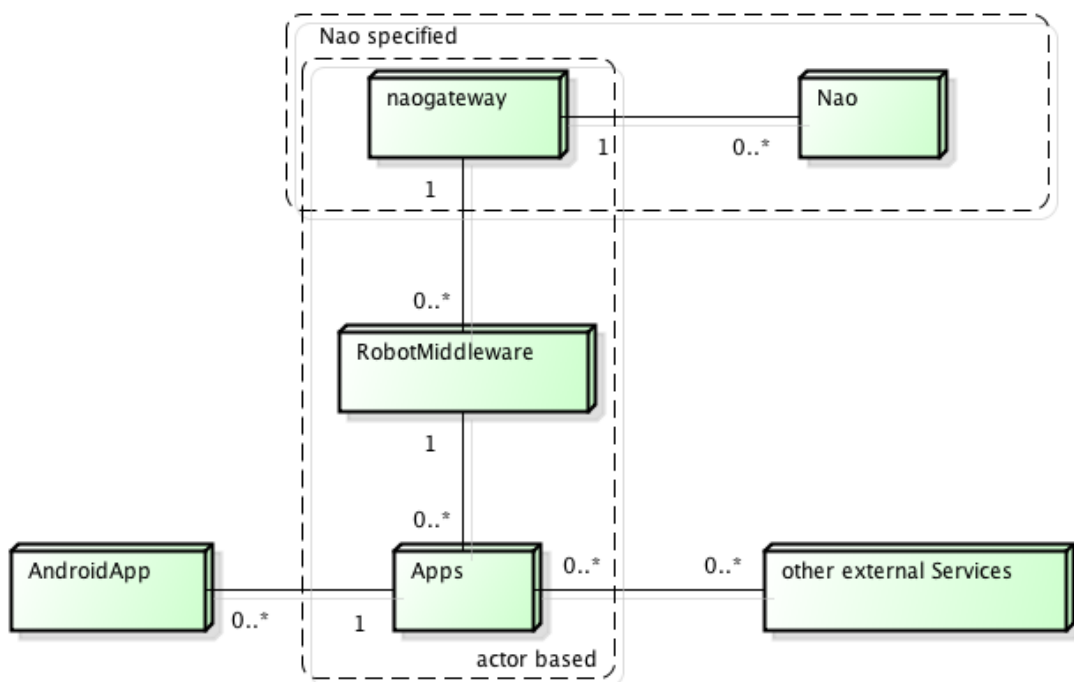 Nao specified
naogateway
Nao
1
0..*
1
0..*
RobotMiddleware
1
0..*
AndroidApp
Apps
0..*
0..*
other external Services
0..*
1
actor based